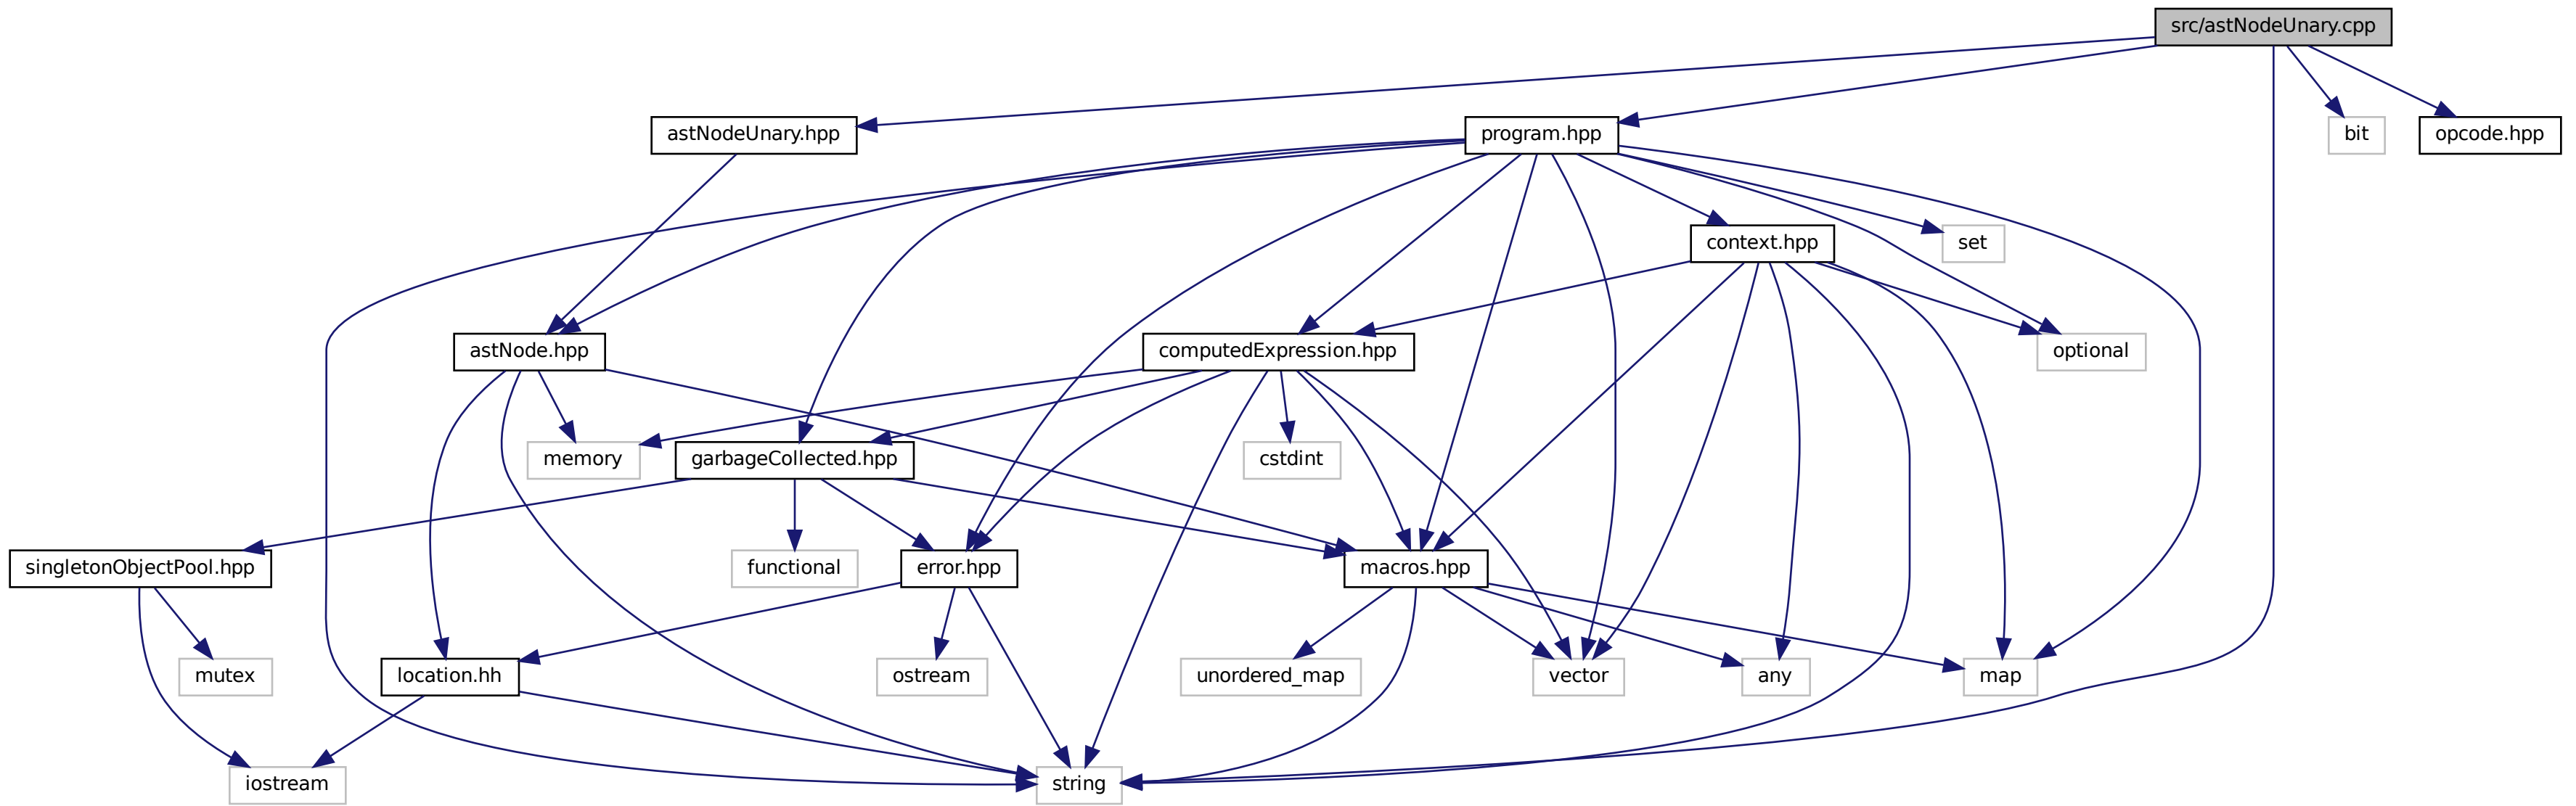 src/astNodeUnary.cpp
astNodeUnary.hpp
program.hpp
bit
opcode.hpp
context.hpp
set
astNode.hpp
computedExpression.hpp
optional
memory
garbageCollected.hpp
cstdint
singletonObjectPool.hpp
functional
error.hpp
macros.hpp
mutex
location.hh
ostream
unordered_map
vector
any
map
iostream
string